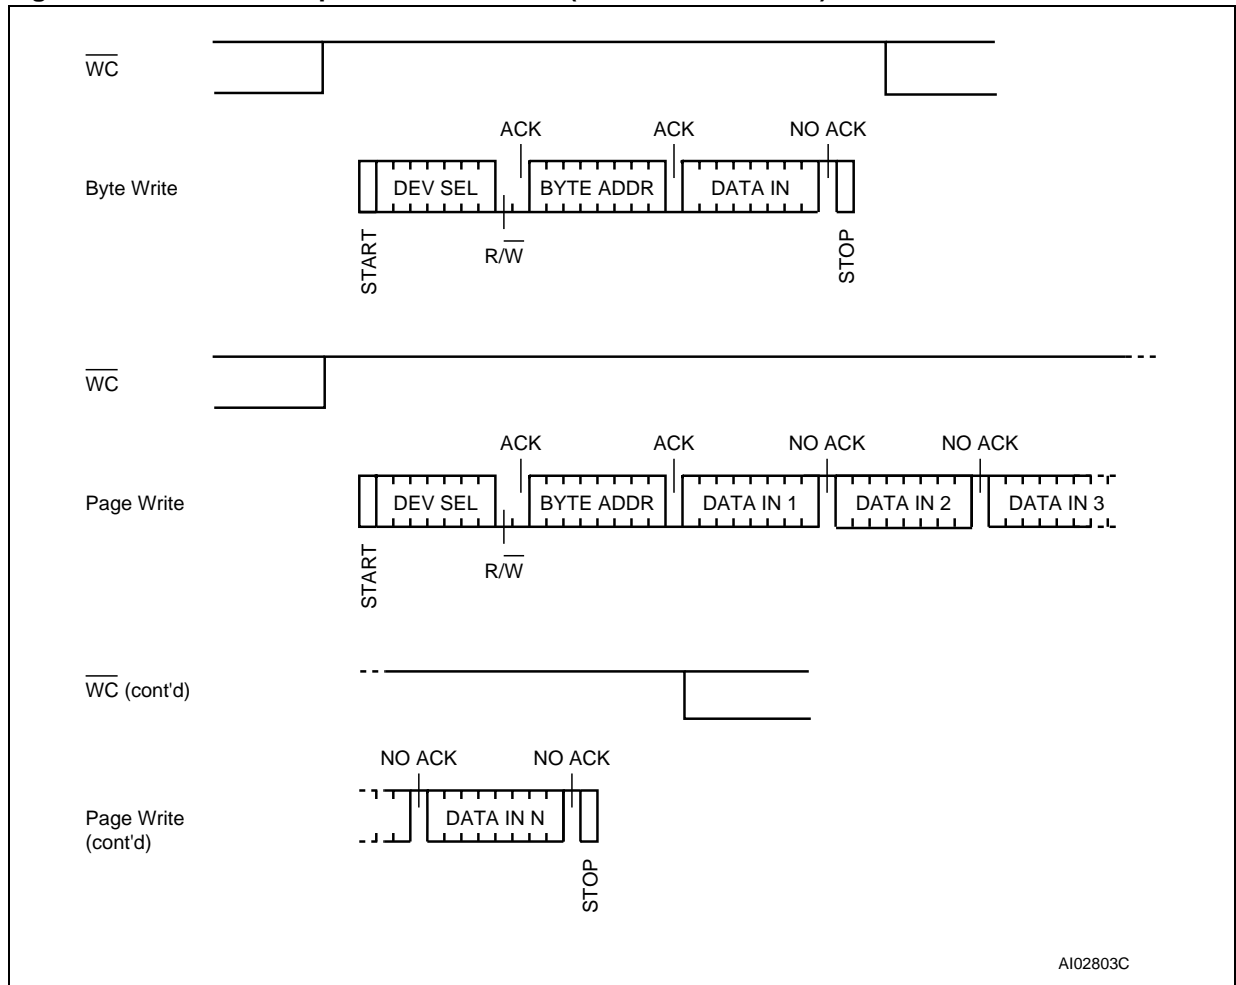 WC
ACK ACK NO ACK
Byte Write
DEV SEL BYTE ADDR DATA IN
START
R/W
STOP
WC
ACK ACK NO ACK NO ACK
Page Write
DEV SEL BYTE ADDR DATA IN 1 DATA IN 2 DATA IN 3
START
R/W
WC (cont'd)
NO ACK NO ACK
Page Write
(cont'd)
DATA IN N
STOP
AI02803C